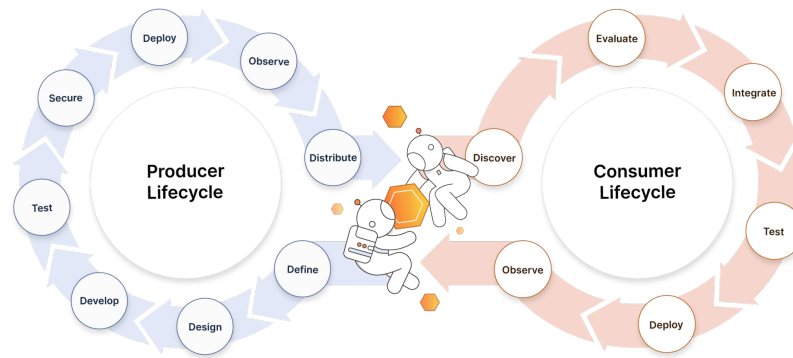 Producer
Lifecycle
Define
Design
Develop
Test
Secure
Deploy
Observe
Distribute
Consumer
Lifecycle
Discover
Evaluate
Integrate
Test
Deploy
Observe